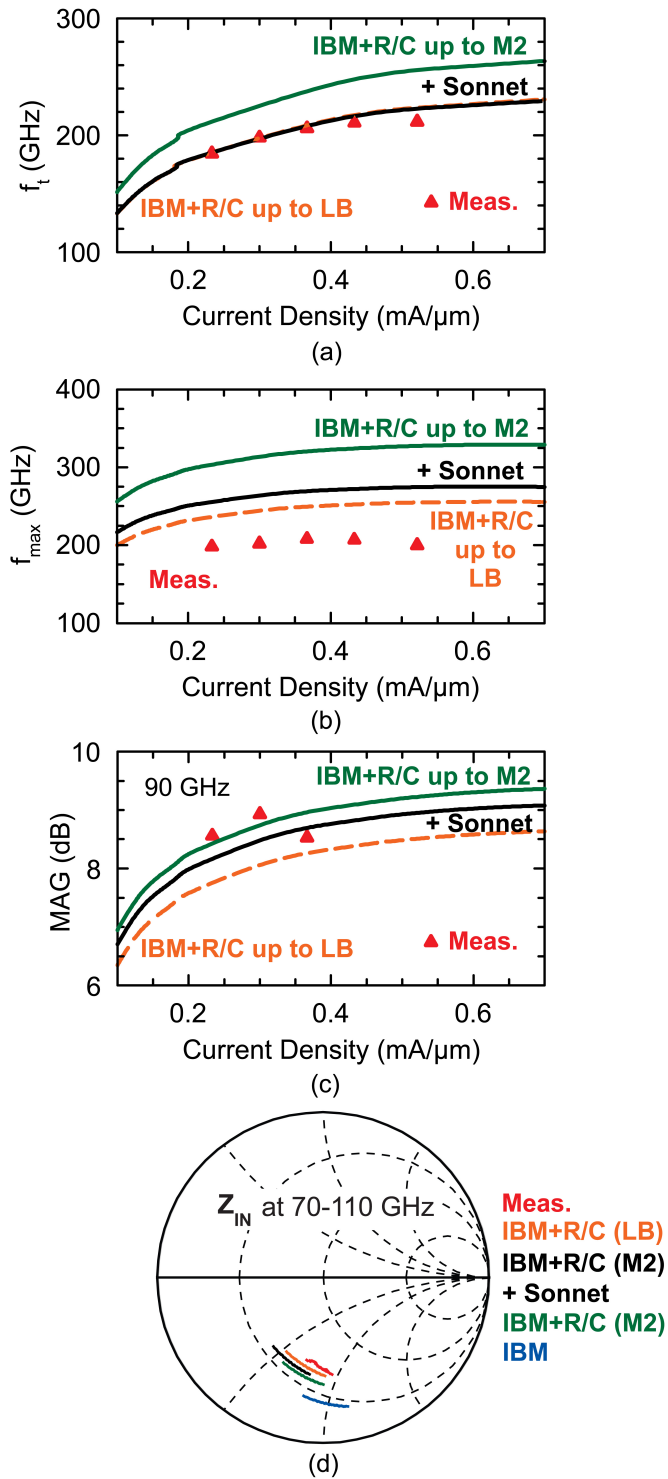 300
IBM+R/C up to M2
+ Sonnet
200
ft (GHz)
IBM+R/C up to LB
Meas.
100
0.2 0.4 0.6
Current Density (mA/μm)
(a)
400
IBM+R/C up to M2
300
+ Sonnet
fmax (GHz)
200
IBM+R/C
up to
LB
Meas.
100
0.2 0.4 0.6
Current Density (mA/μm)
(b)
10
90 GHz
IBM+R/C up to M2
+ Sonnet
8
MAG (dB)
IBM+R/C up to LB
Meas.
6
0.2 0.4 0.6
Current Density (mA/μm)
(c)
ZIN at 70-110 GHz
Meas.
IBM+R/C (LB)
IBM+R/C (M2)
+ Sonnet
IBM+R/C (M2)
IBM
(d)